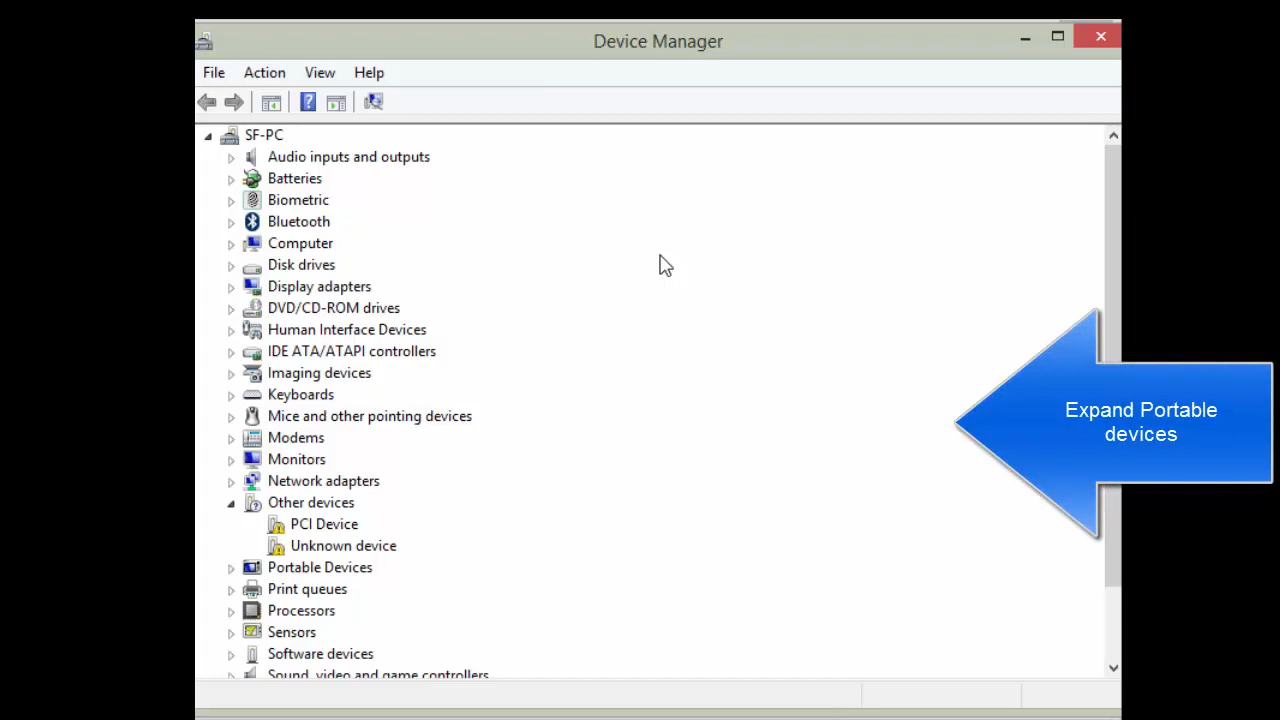 Device Manager
File Action View Help
SF-PC
Audio inputs and outputs
Batteries
Biometric
Bluetooth
Computer
Disk drives
Display adapters
DVD/CD-ROM drives
Human Interface Devices
IDE ATA/ATAPI controllers
Imaging devices
Keyboards
Mice and other pointing devices
Modems
Monitors
Network adapters
Other devices
PCI Device
Unknown device
Portable Devices
Print queues
Processors
Sensors
Software devices
Sound, video and game controllers
Expand Portable
devices